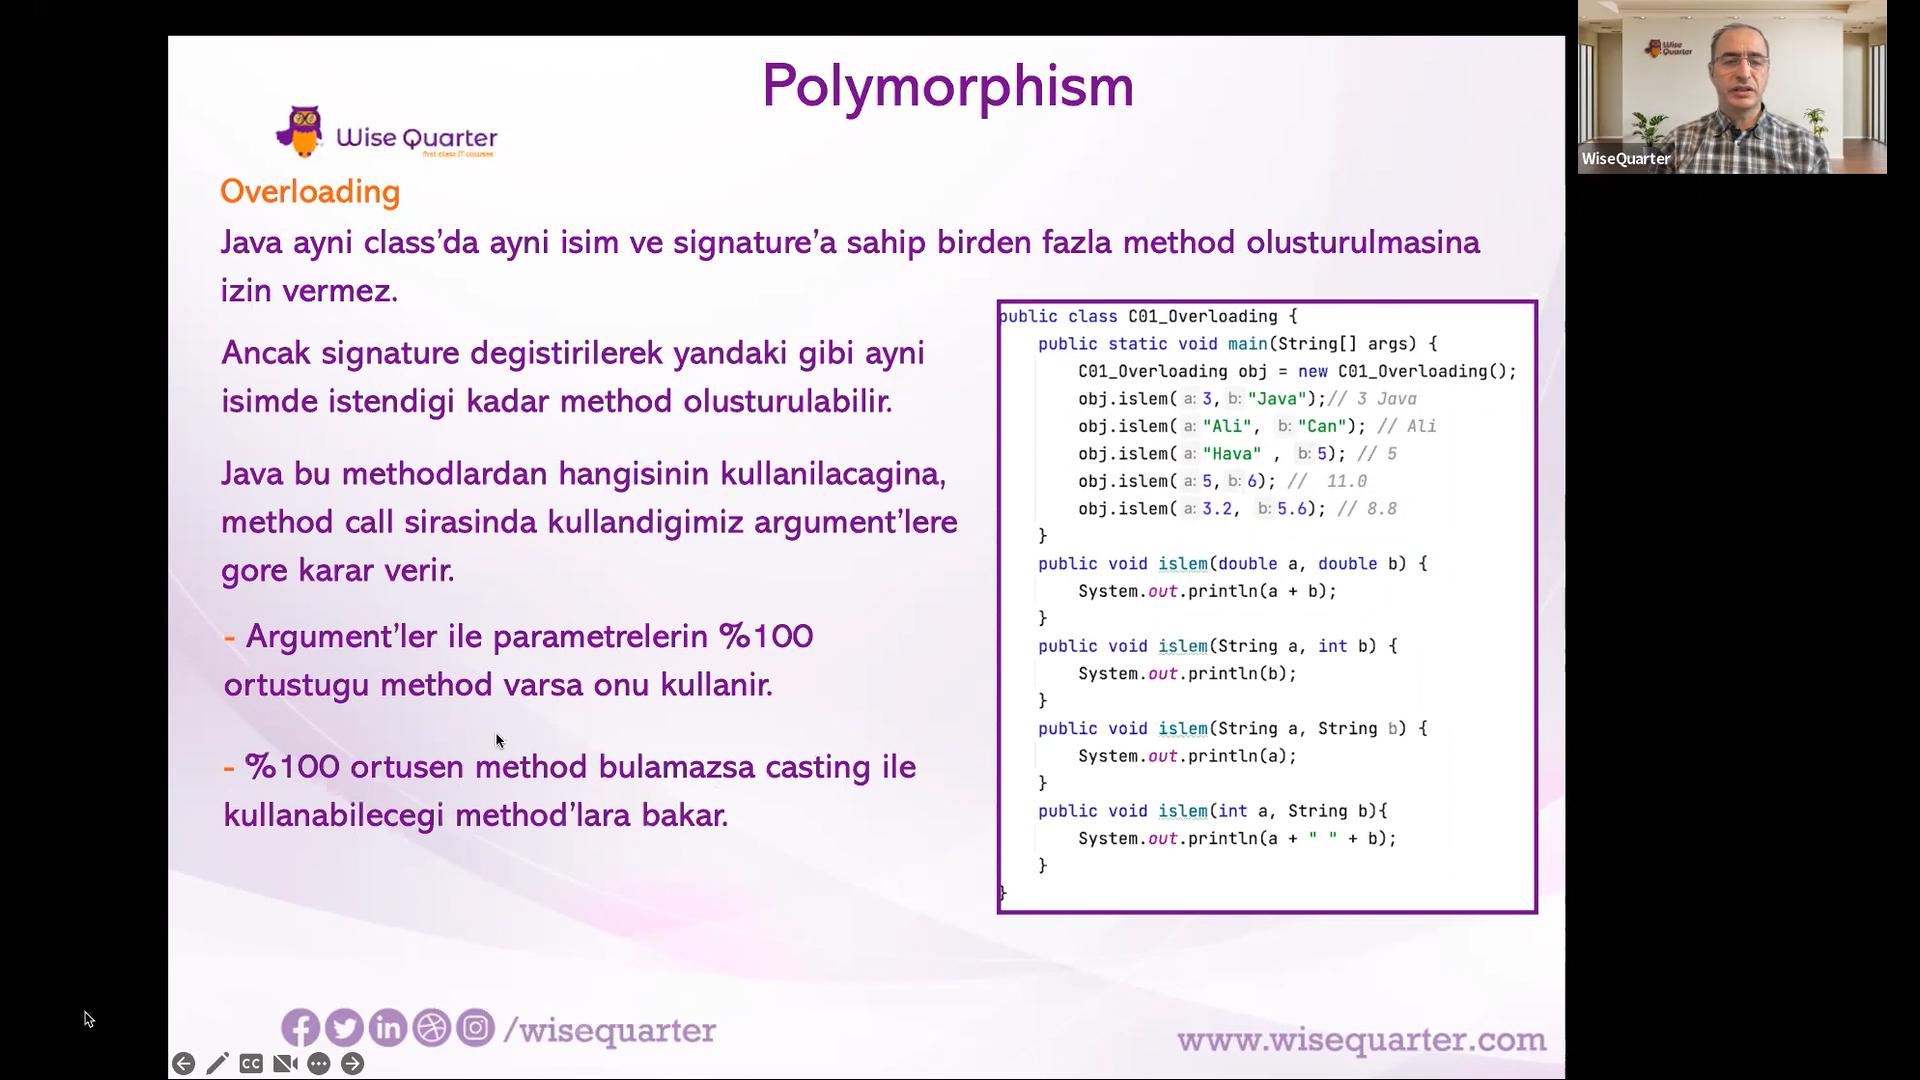 Polymorphism
Wise Quarter
first class IT courses
Wise Quarter
WiseQuarter
Overloading
Java ayni class’da ayni isim ve signature’a sahip birden fazla method olusturulmasina
izin vermez.
Ancak signature degistirilerek yandaki gibi ayni
isimde istendigi kadar method olusturulabilir.
Java bu methodlardan hangisinin kullanilacagina,
method call sirasinda kullandigimiz argument’lere
gore karar verir.
- Argument’ler ile parametrelerin %100
ortustugu method varsa onu kullanir.
- %100 ortusen method bulamazsa casting ile
kullanabilecegi method’lara bakar.
public class C01_Overloading {
public static void main(String[] args) {
C01_Overloading obj = new C01_Overloading();
obj.islem( a: 3, b: "Java");// 3 Java
obj.islem( a: "Ali", b: "Can"); // Ali
obj.islem( a: "Hava" , b: 5); // 5
obj.islem( a: 5, b: 6); // 11.0
obj.islem( a: 3.2, b: 5.6); // 8.8
}
public void islem(double a, double b) {
System.out.println(a + b);
}
public void islem(String a, int b) {
System.out.println(b);
}
public void islem(String a, String b) {
System.out.println(a);
}
public void islem(int a, String b){
System.out.println(a + " " + b);
}
}
/wisequarter
www.wisequarter.com
CC